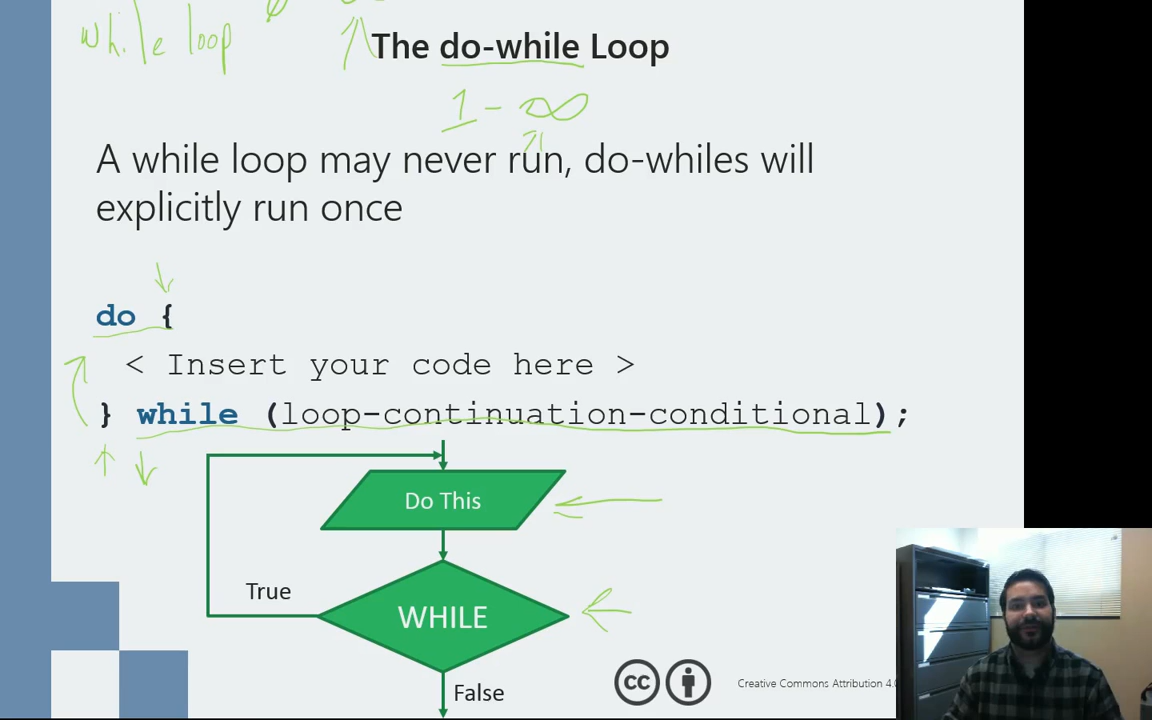 while loop
The do-while Loop
1 - ∞
A while loop may never run, do-whiles will
explicitly run once
do {
< Insert your code here >
} while (loop-continuation-conditional);
Do This
True
WHILE
False
cc
Creative Commons Attribution 4.